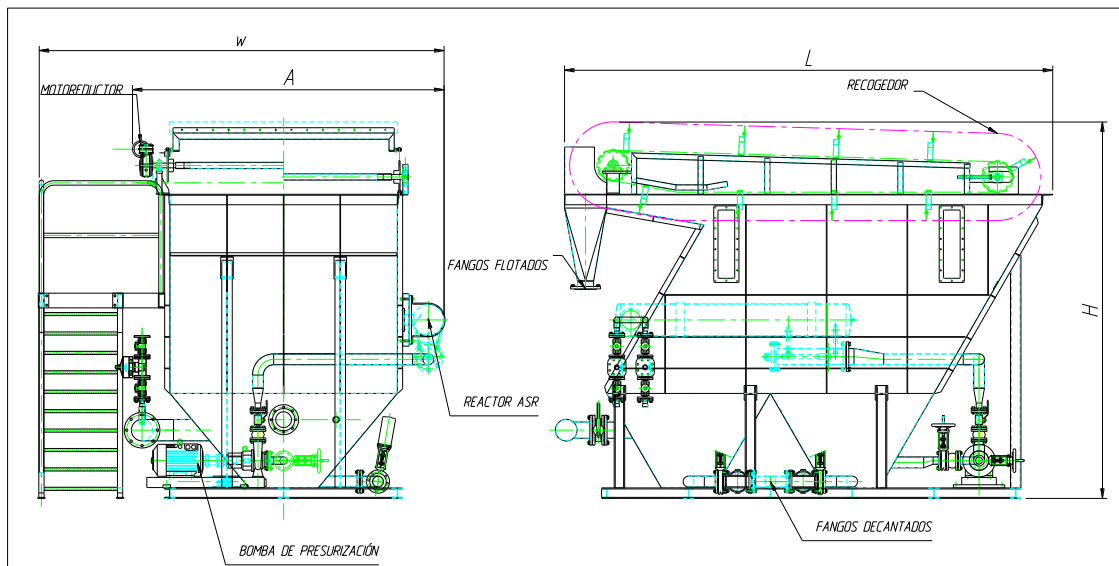 W
A
MOTOREDUCTOR
L
RECOGEDOR
FANGOS FLOTADOS
H
REACTOR ASR
FANGOS DECANTADOS
BOMBA DE PRESURIZACIÓN